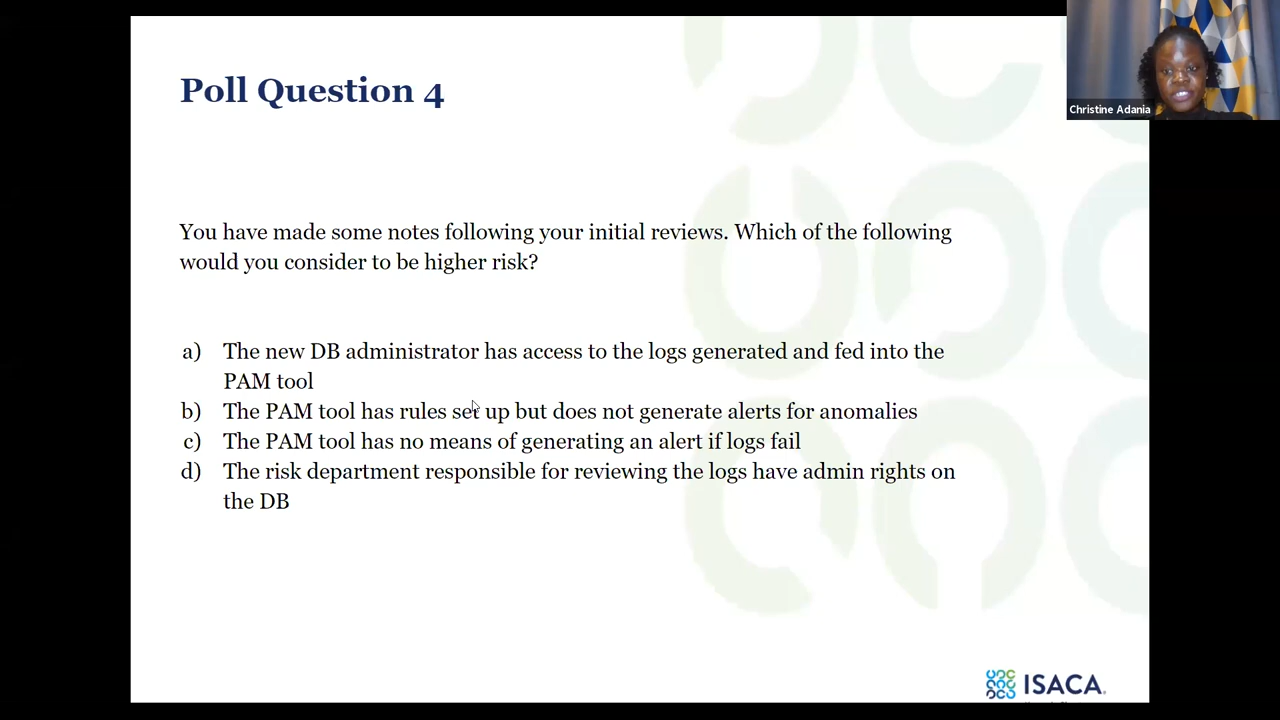 Poll Question 4
Christine Adania
You have made some notes following your initial reviews. Which of the following
would you consider to be higher risk?
a) The new DB administrator has access to the logs generated and fed into the
PAM tool
b) The PAM tool has rules set up but does not generate alerts for anomalies
c) The PAM tool has no means of generating an alert if logs fail
d) The risk department responsible for reviewing the logs have admin rights on
the DB
ISACA.